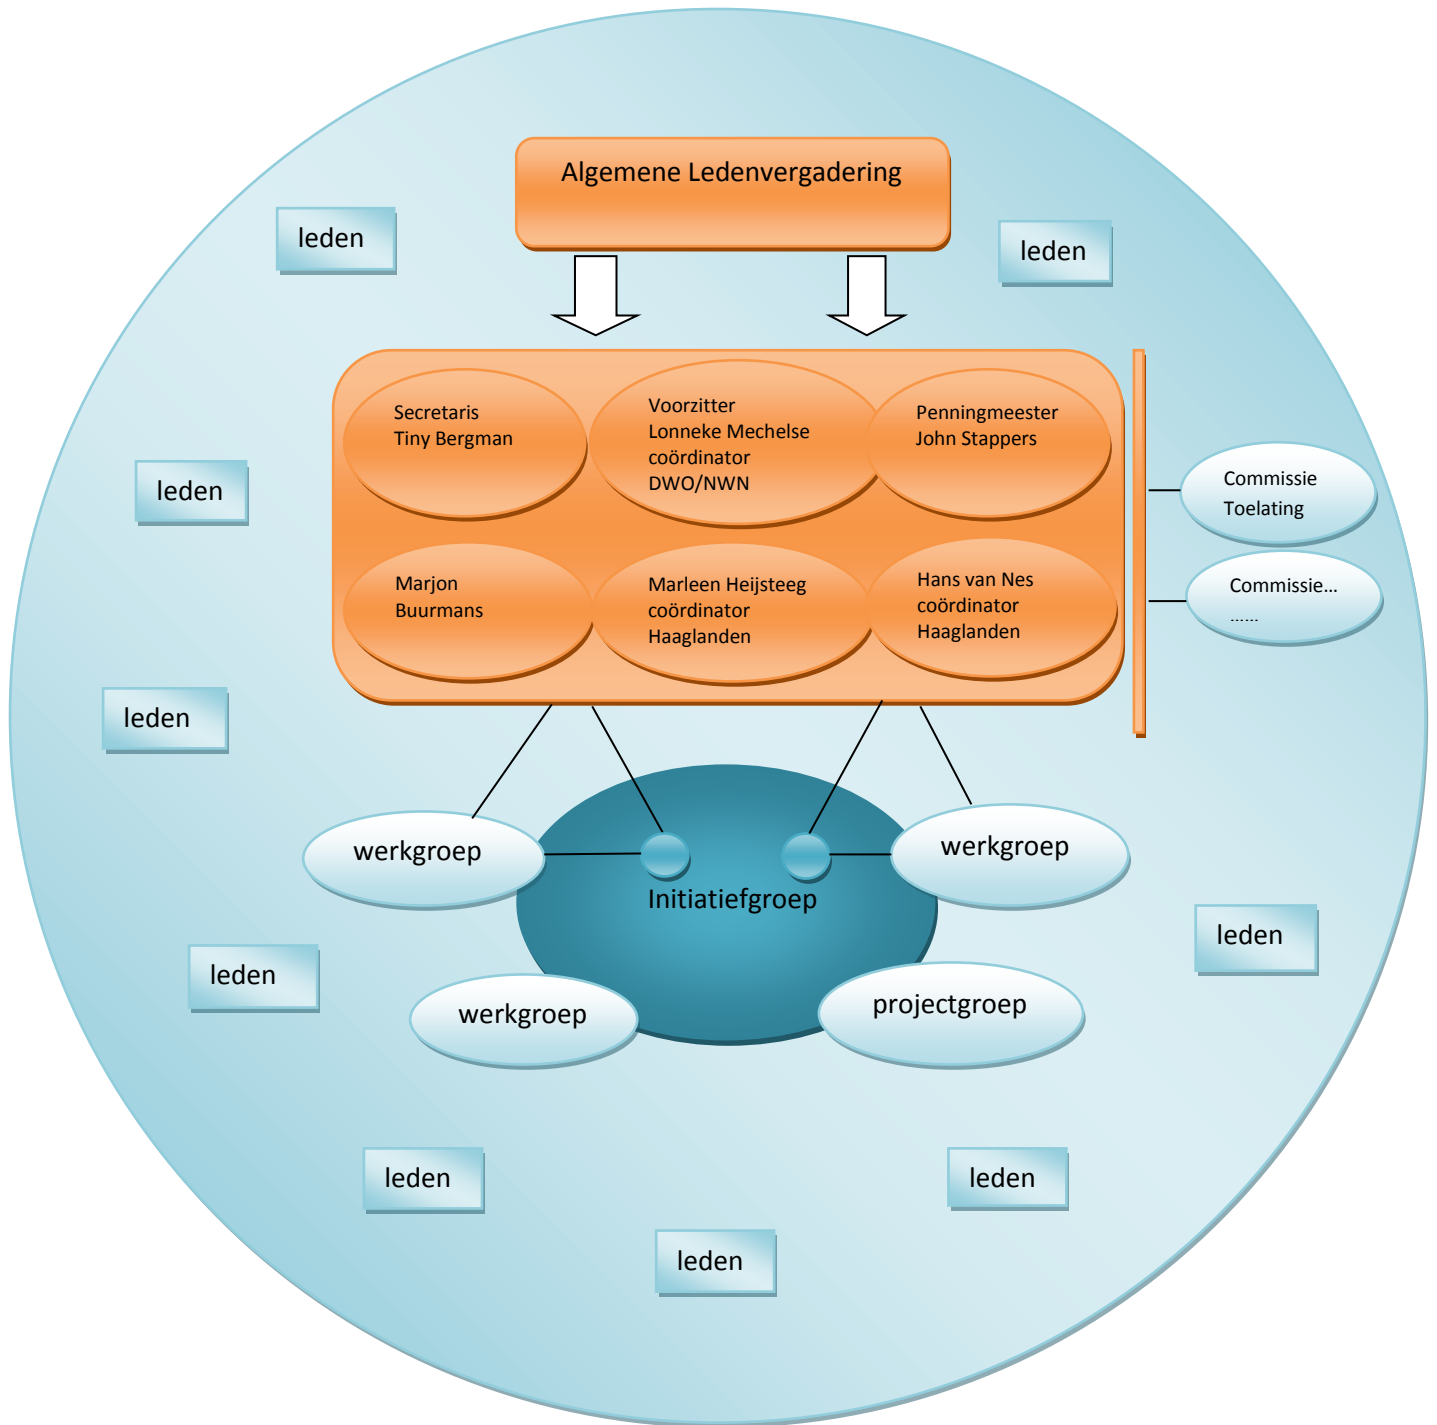 Algemene Ledenvergadering
leden
leden
Secretaris
Tiny Bergman
Voorzitter
Lonneke Mechelse
coördinator
DWO/NWN
Penningmeester
John Stappers
Commissie
Toelating
leden
Marjon
Buurmans
Marleen Heijsteeg
coördinator
Haaglanden
Hans van Nes
coördinator
Haaglanden
Commissie…
……
leden
werkgroep
werkgroep
Initiatiefgroep
leden
leden
werkgroep
projectgroep
leden
leden
leden